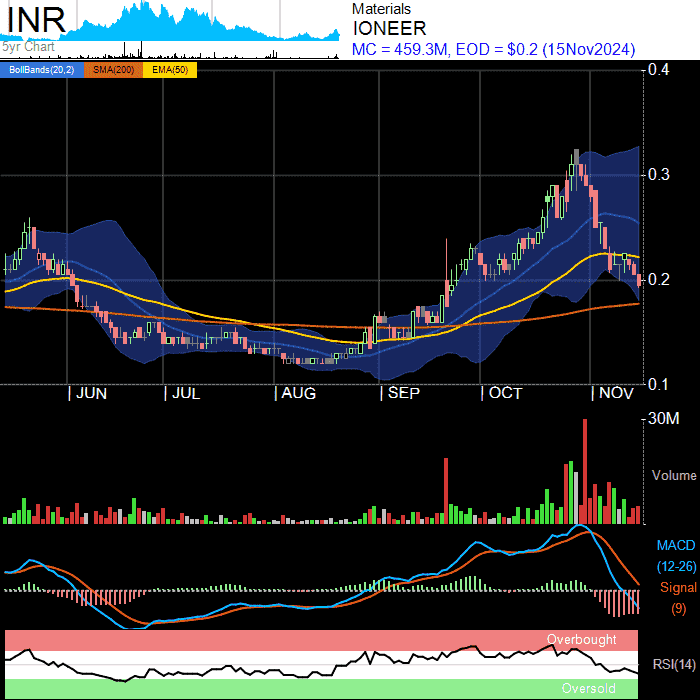 INR
5yr Chart
Materials
IONEER
MC = 459.3M, EOD = $0.2 (15Nov2024)
BollBands(20,2) SMA(200) EMA(50)
0.4
0.3
0.2
0.1
JUN JUL AUG SEP OCT NOV
30M
Volume
MACD
(12-26)
Signal
(9)
Overbought
RSI(14)
Oversold